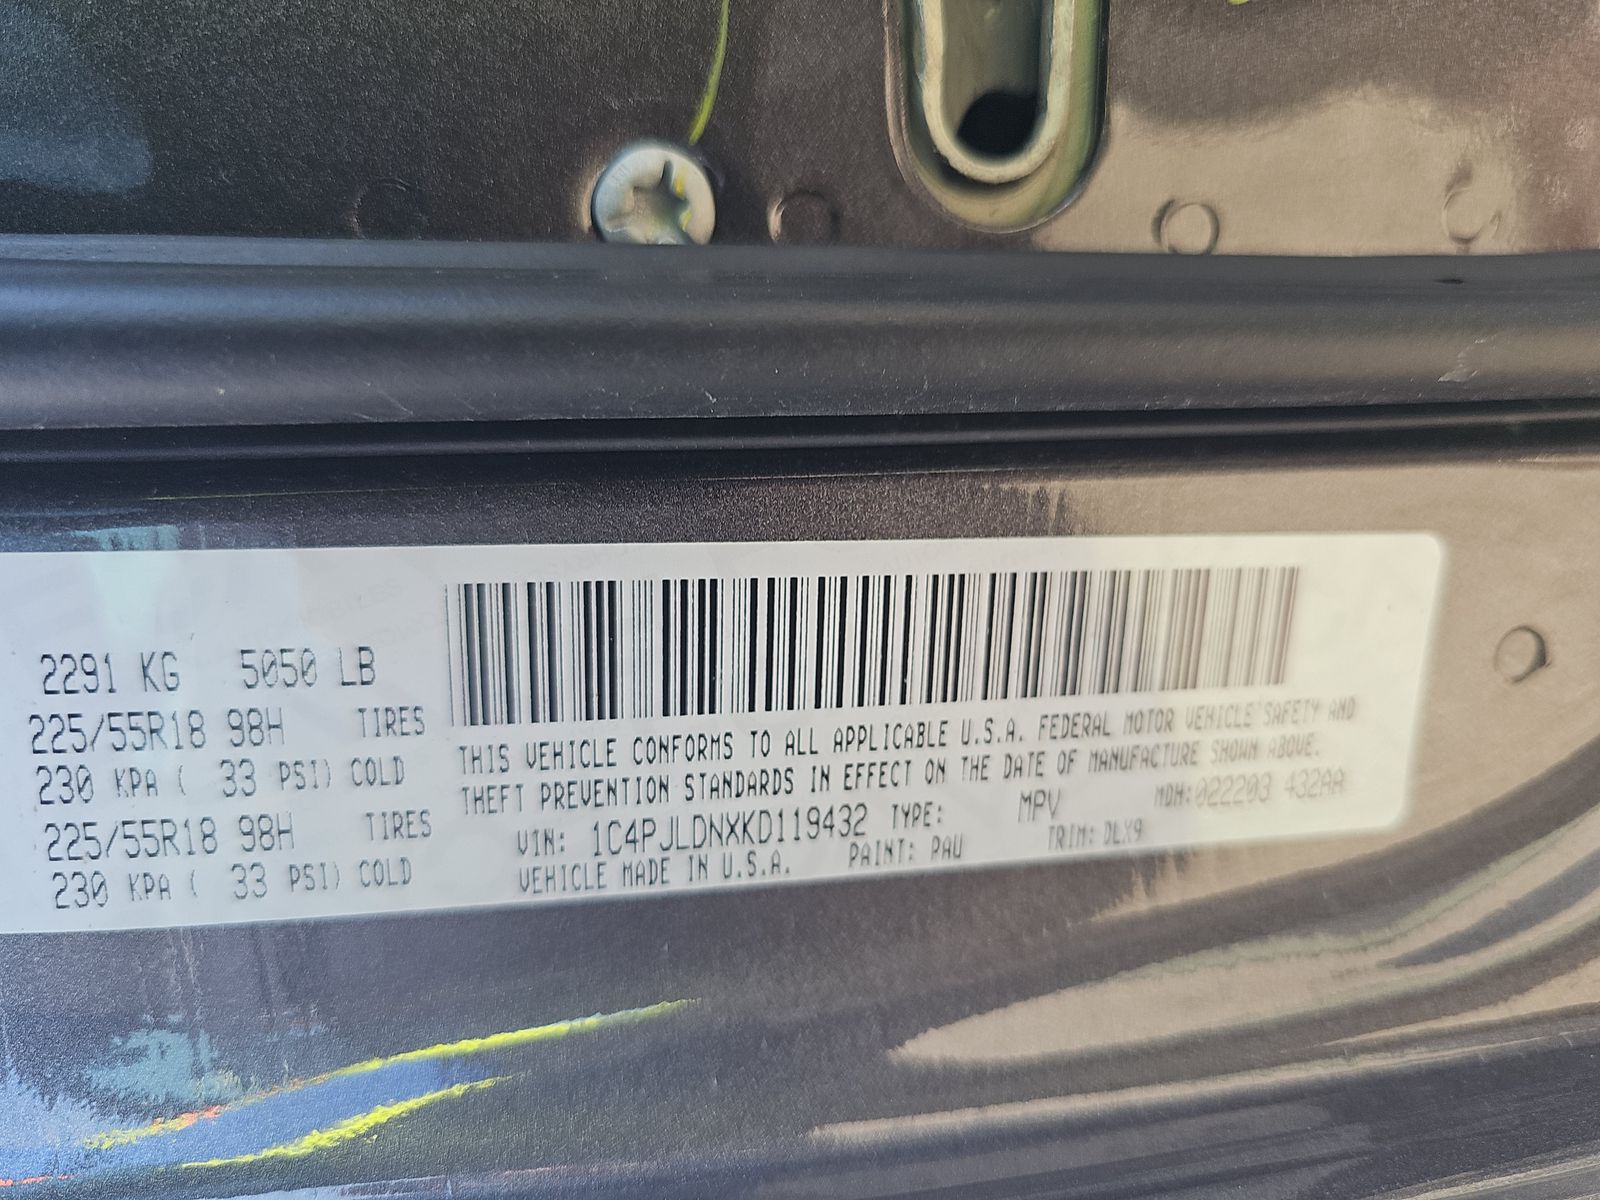 2291 KG 5050 LB
225/55R18 98H TIRES
230 KPA ( 33 PSI) COLD
225/55R18 98H TIRES
230 KPA ( 33 PSI) COLD
THIS VEHICLE CONFORMS TO ALL APPLICABLE U.S.A. FEDERAL MOTOR VEHICLE SAFETY AND
THEFT PREVENTION STANDARDS IN EFFECT ON THE DATE OF MANUFACTURE SHOWN ABOVE.
VIN: 1C4PJLDNXKD119432 TYPE: MPV MDH:022203 432AA
VEHICLE MADE IN U.S.A. PAINT: PAU TRIM: DLX9